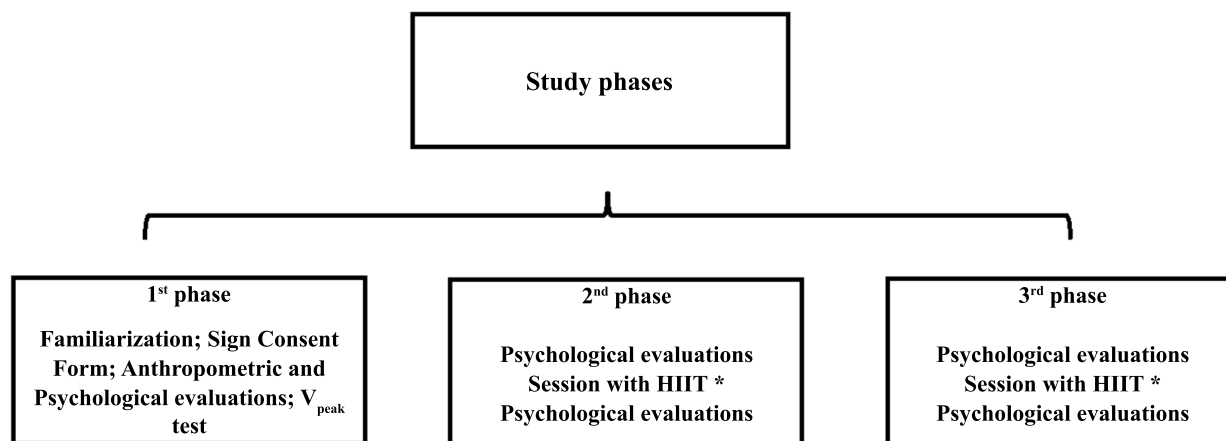 Study phases
1st phase
Familiarization; Sign Consent
Form; Anthropometric and
Psychological evaluations; Vpeak
test
2nd phase
Psychological evaluations
Session with HIIT *
Psychological evaluations
3rd phase
Psychological evaluations
Session with HIIT *
Psychological evaluations